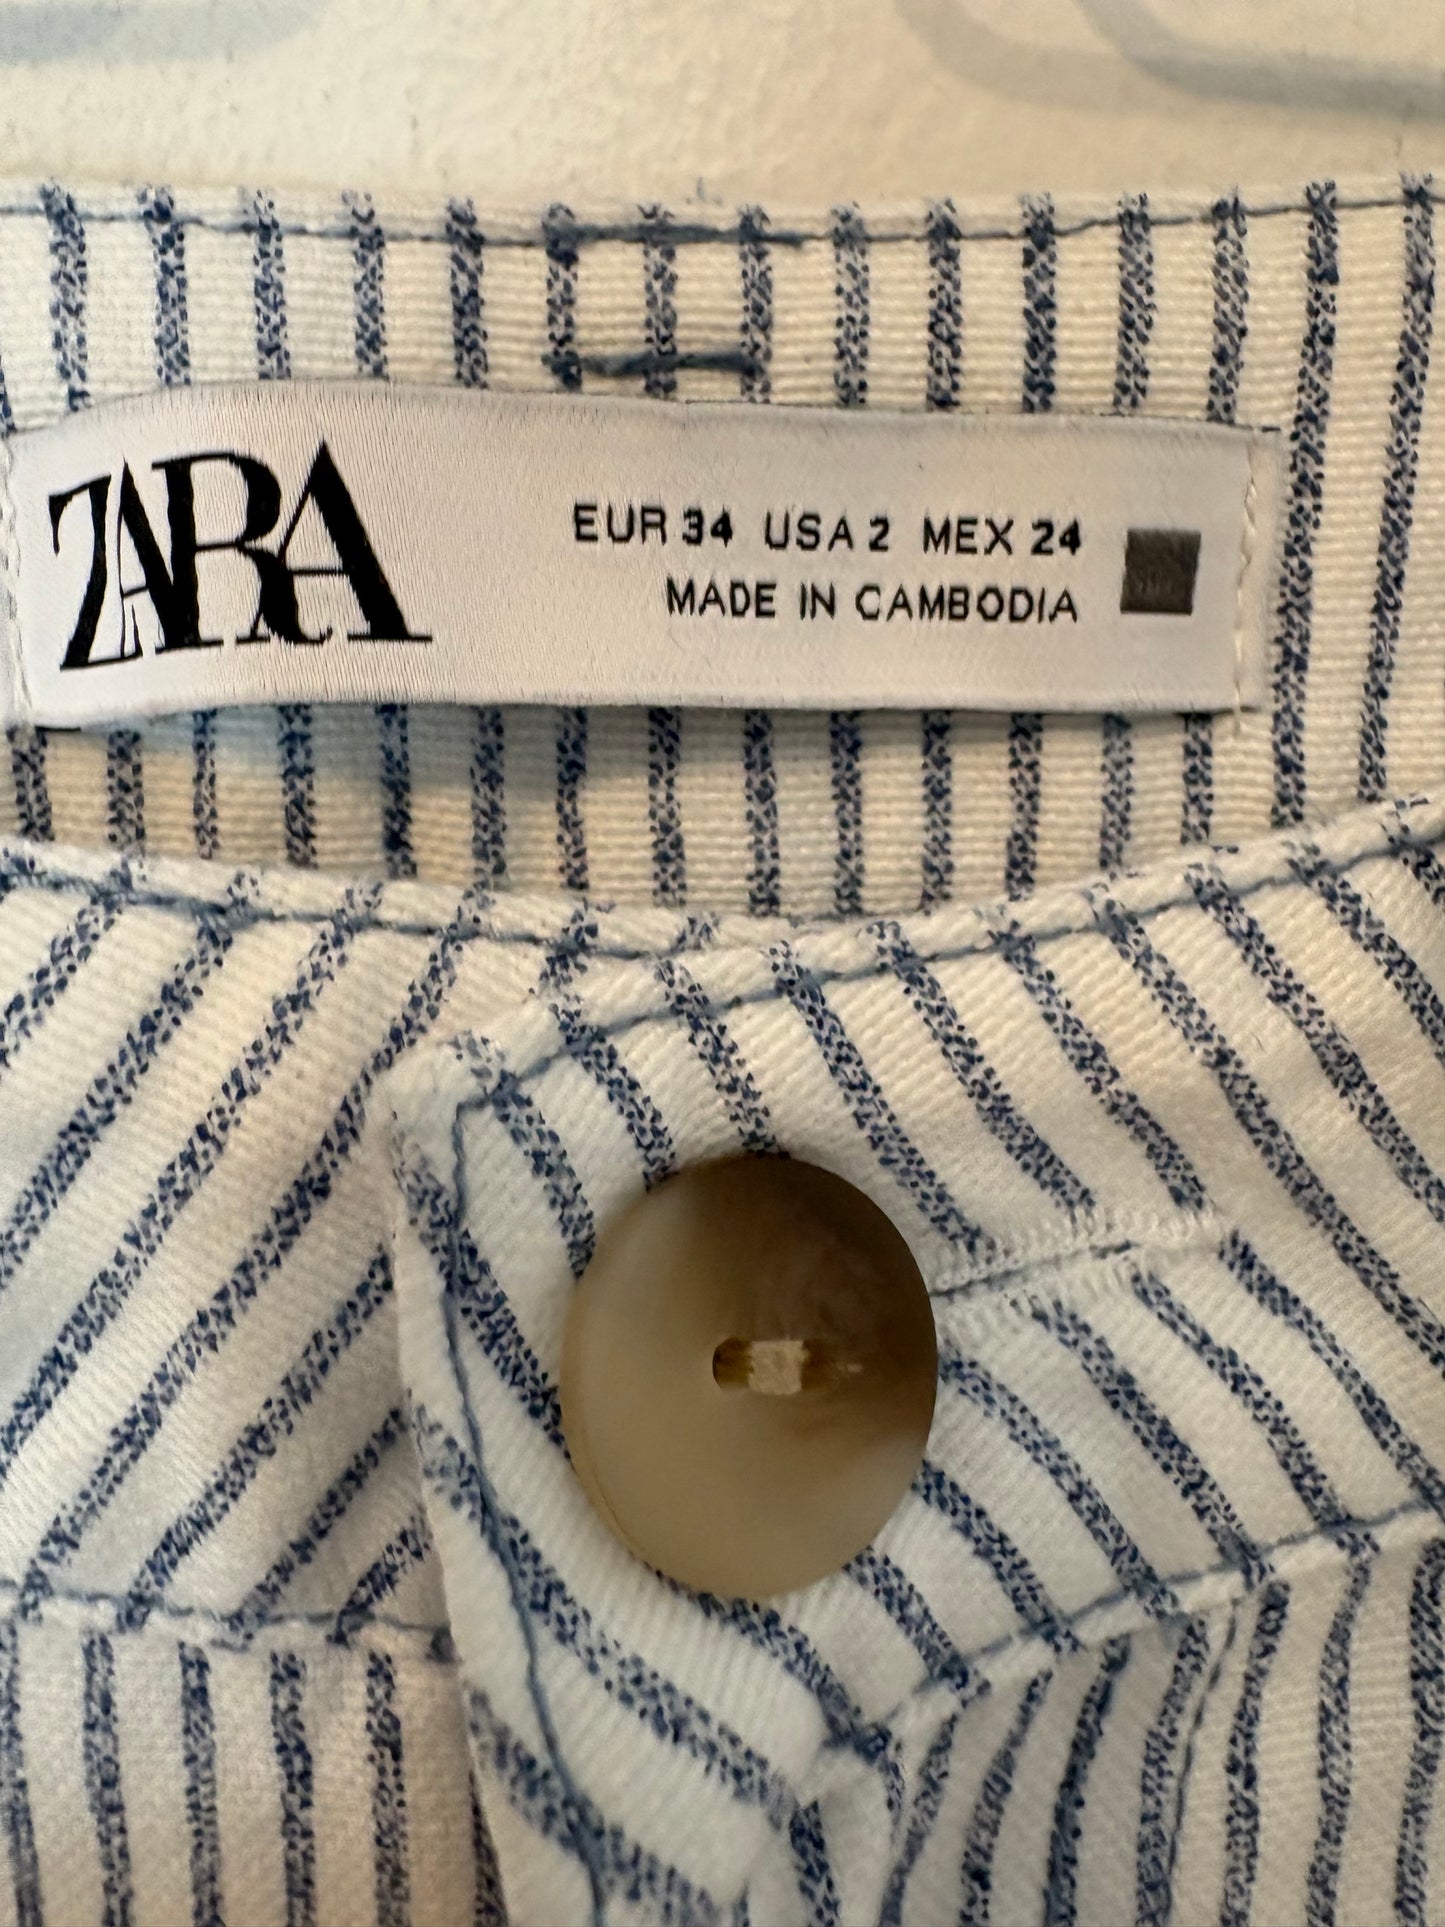 ZARA
EUR 34 USA 2 MEX 24
MADE IN CAMBODIA